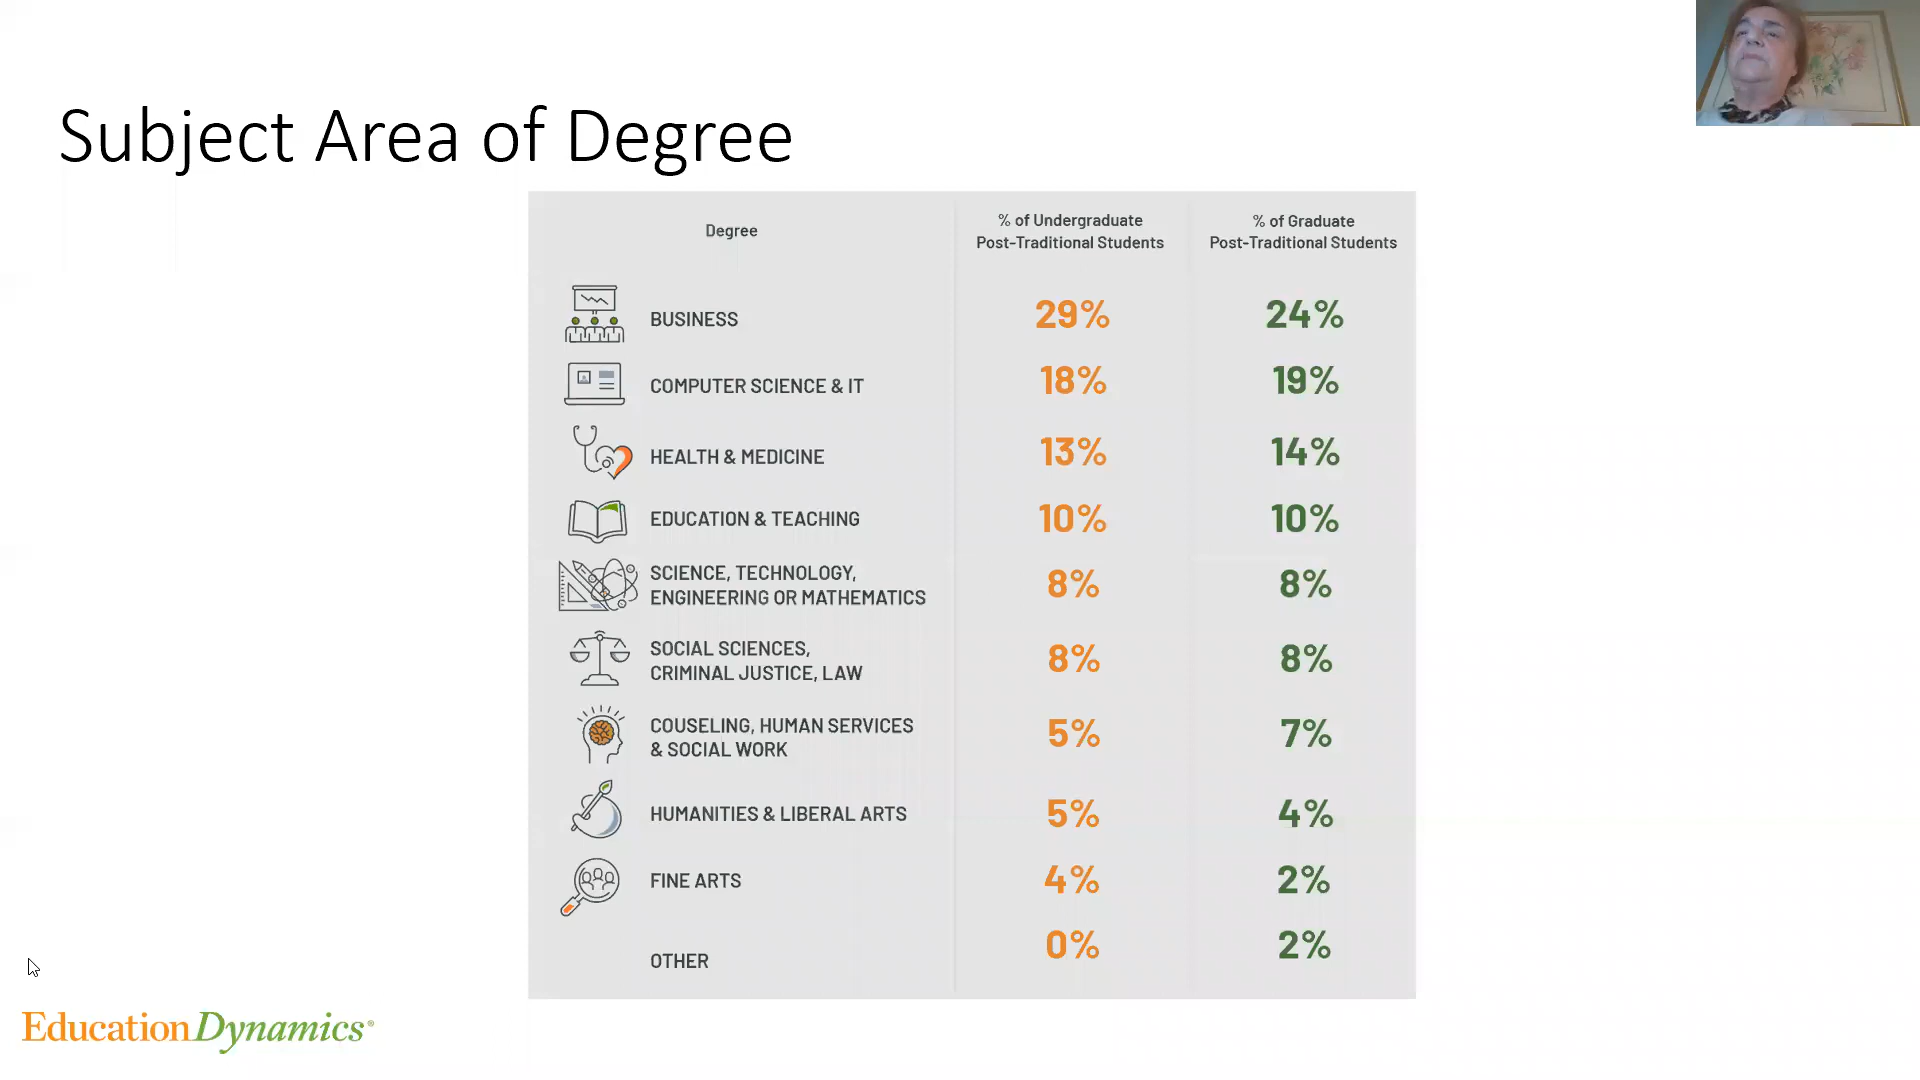 Subject Area of Degree
Degree
% of Undergraduate
Post-Traditional Students
% of Graduate
Post-Traditional Students
BUSINESS 29% 24%
COMPUTER SCIENCE & IT 18% 19%
HEALTH & MEDICINE 13% 14%
EDUCATION & TEACHING 10% 10%
SCIENCE, TECHNOLOGY,
ENGINEERING OR MATHEMATICS 8% 8%
SOCIAL SCIENCES,
CRIMINAL JUSTICE, LAW 8% 8%
COUSELING, HUMAN SERVICES
& SOCIAL WORK 5% 7%
HUMANITIES & LIBERAL ARTS 5% 4%
FINE ARTS 4% 2%
OTHER 0% 2%
EducationDynamics®